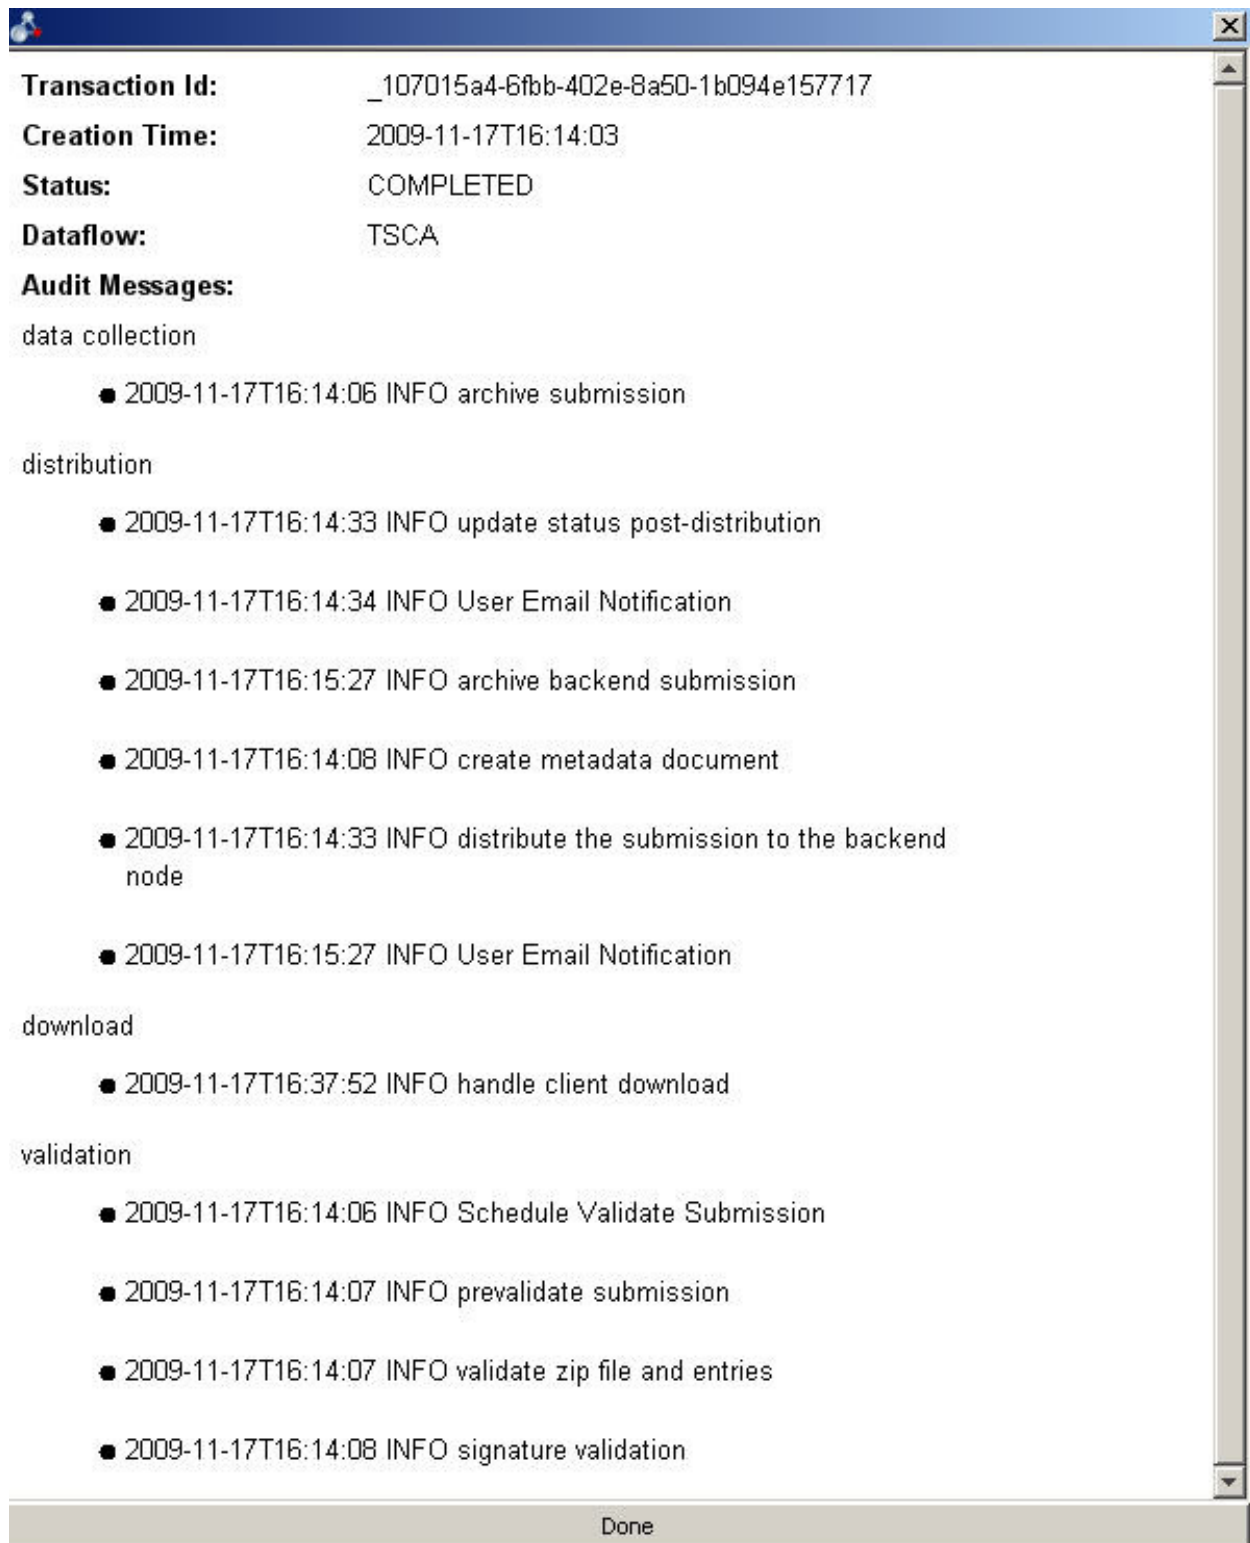 Transaction Id: _107015a4-6fbb-402e-8a50-1b094e157717
Creation Time: 2009-11-17T16:14:03
Status: COMPLETED
Dataflow: TSCA
Audit Messages:
data collection
● 2009-11-17T16:14:06 INFO archive submission
distribution
● 2009-11-17T16:14:33 INFO update status post-distribution
● 2009-11-17T16:14:34 INFO User Email Notification
● 2009-11-17T16:15:27 INFO archive backend submission
● 2009-11-17T16:14:08 INFO create metadata document
● 2009-11-17T16:14:33 INFO distribute the submission to the backend
node
● 2009-11-17T16:15:27 INFO User Email Notification
download
● 2009-11-17T16:37:52 INFO handle client download
validation
● 2009-11-17T16:14:06 INFO Schedule Validate Submission
● 2009-11-17T16:14:07 INFO prevalidate submission
● 2009-11-17T16:14:07 INFO validate zip file and entries
● 2009-11-17T16:14:08 INFO signature validation
Done